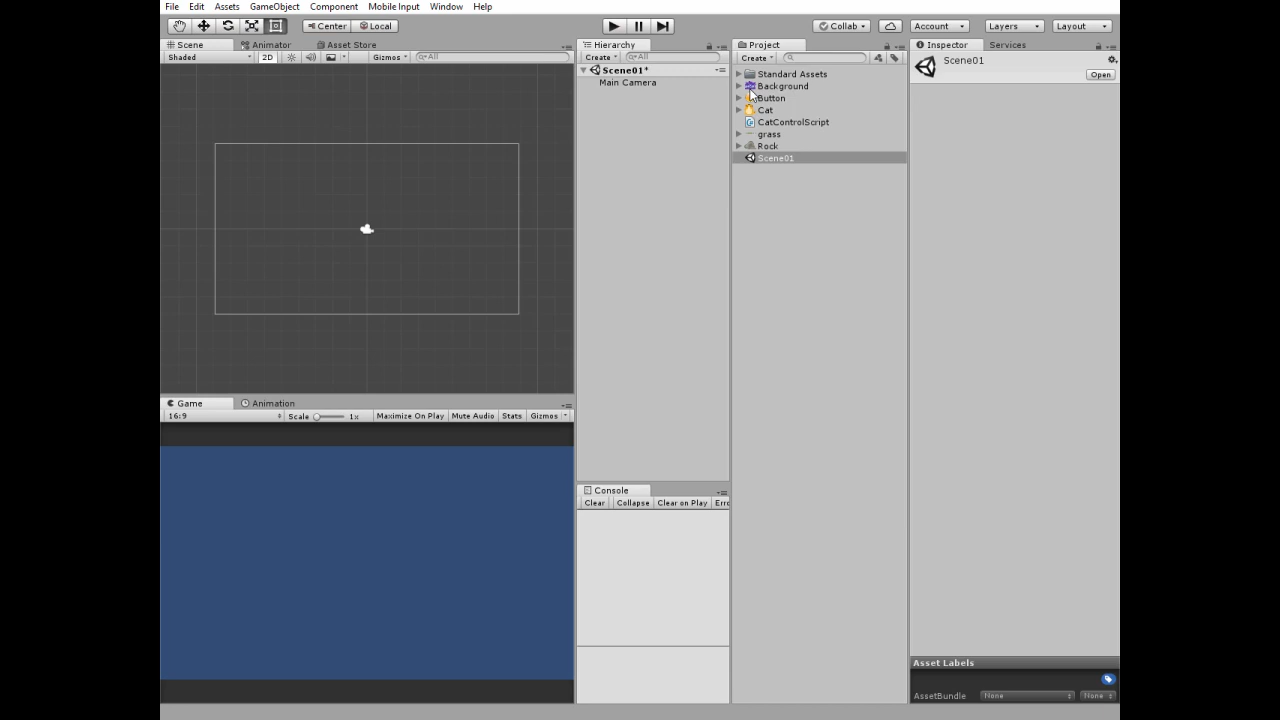 File Edit Assets GameObject Component Mobile Input Window Help
Center Local Collab Account Layers Layout
Scene Animator Asset Store
Shaded 2D Gizmos All
Hierarchy
Create All
Scene01*
Main Camera
Project
Create
Standard Assets
Background
Button
Cat
CatControlScript
grass
Rock
Scene01
Inspector Services
Scene01
Open
Game Animation
16:9 Scale 1x Maximize On Play Mute Audio Stats Gizmos
Console
Clear Collapse Clear on Play Erro
Asset Labels
AssetBundle None None